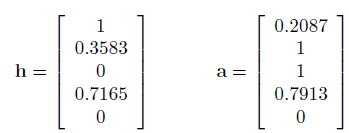 1 0.2087
0.3583 1
h = 0 a = 1
0.7165 0.7913
0 0